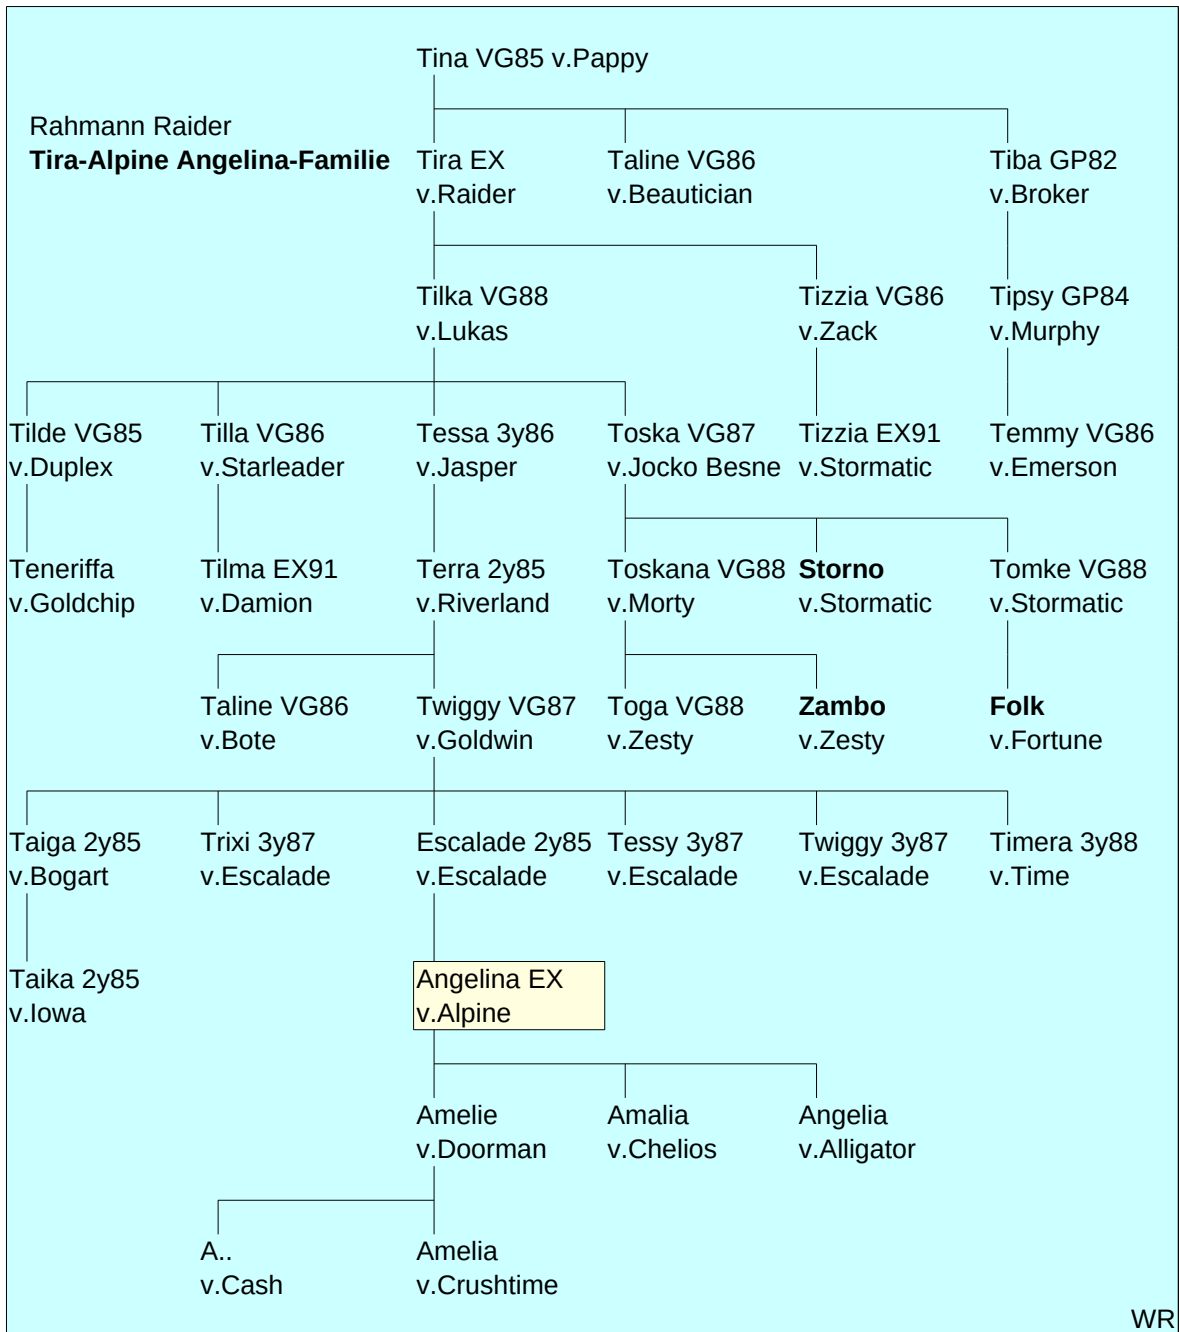 Tina VG85 v.Pappy
Rahmann Raider
Tira-Alpine Angelina-Familie
Tira EX
v.Raider
Taline VG86
v.Beautician
Tiba GP82
v.Broker
Tilka VG88
v.Lukas
Tizzia VG86
v.Zack
Tipsy GP84
v.Murphy
Tilde VG85
v.Duplex
Tilla VG86
v.Starleader
Tessa 3y86
v.Jasper
Toska VG87
v.Jocko Besne
Tizzia EX91
v.Stormatic
Temmy VG86
v.Emerson
Teneriffa
v.Goldchip
Tilma EX91
v.Damion
Terra 2y85
v.Riverland
Toskana VG88
v.Morty
Storno
v.Stormatic
Tomke VG88
v.Stormatic
Taline VG86
v.Bote
Twiggy VG87
v.Goldwin
Toga VG88
v.Zesty
Zambo
v.Zesty
Folk
v.Fortune
Taiga 2y85
v.Bogart
Trixi 3y87
v.Escalade
Escalade 2y85
v.Escalade
Tessy 3y87
v.Escalade
Twiggy 3y87
v.Escalade
Timera 3y88
v.Time
Taika 2y85
v.Iowa
Angelina EX
v.Alpine
Amelie
v.Doorman
Amalia
v.Chelios
Angelia
v.Alligator
A..
v.Cash
Amelia
v.Crushtime
WR